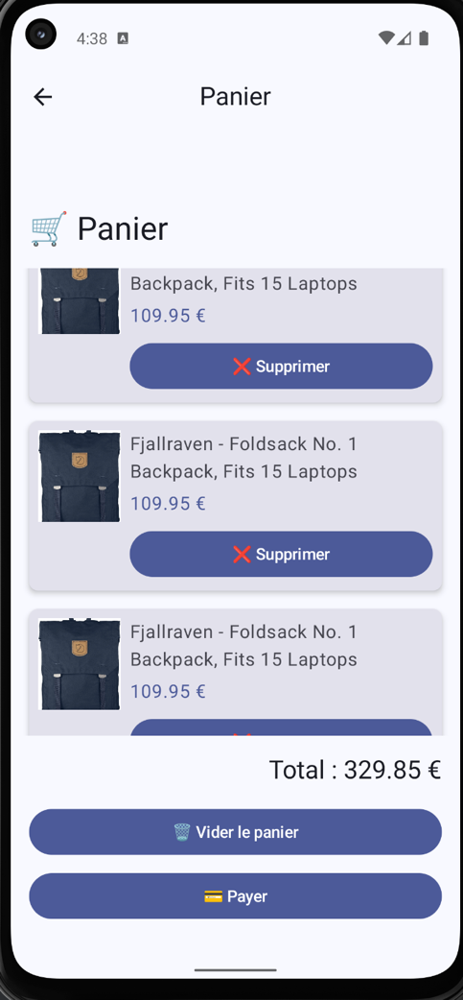 4:38 A
Panier
🛒 Panier
Backpack, Fits 15 Laptops
109.95 €
❌ Supprimer
Fjallraven - Foldsack No. 1
Backpack, Fits 15 Laptops
109.95 €
❌ Supprimer
Fjallraven - Foldsack No. 1
Backpack, Fits 15 Laptops
109.95 €
Total : 329.85 €
🗑️ Vider le panier
💳 Payer